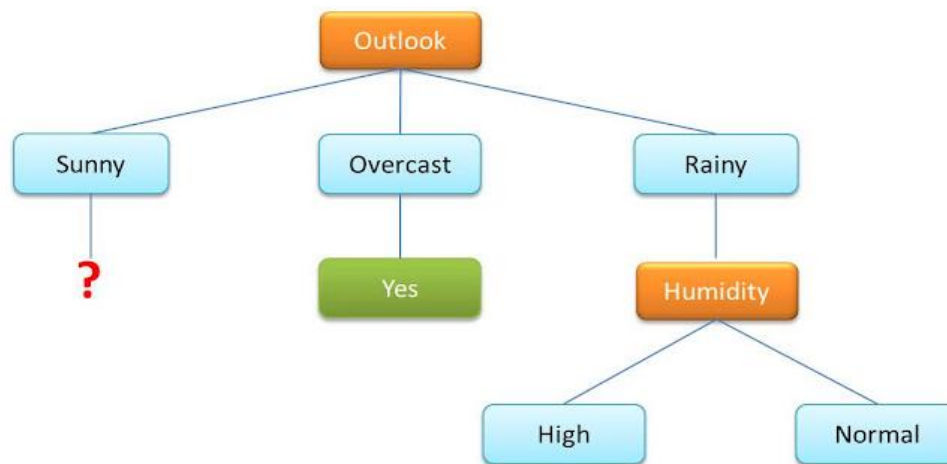 Outlook
Sunny
Overcast
Rainy
?
Yes
Humidity
High
Normal